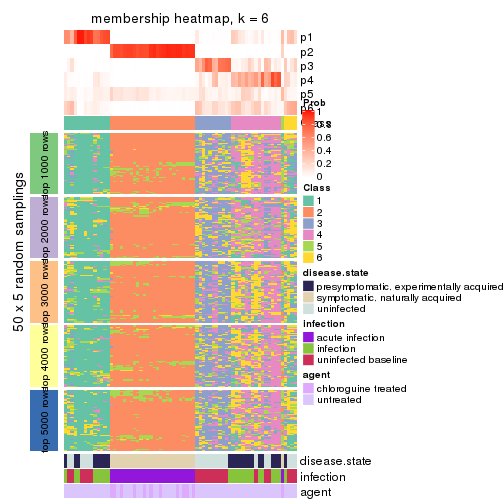 membership heatmap, k = 6
p1
p2
p3
p4
p5
p6
Prob
1
0.8
0.6
0.4
0.2
0
Class
1
2
3
4
5
6
disease.state
presymptomatic. experimentally acquired
symptomatic. naturally acquired
uninfected
Infection
acute infection
infection
uninfected baseline
agent
chloroguine treated
untreated
50 x 5 random samplings
top 1000 rows
top 2000 rows
top 3000 rows
top 4000 rows
top 5000 rows
disease.state
infection
agent